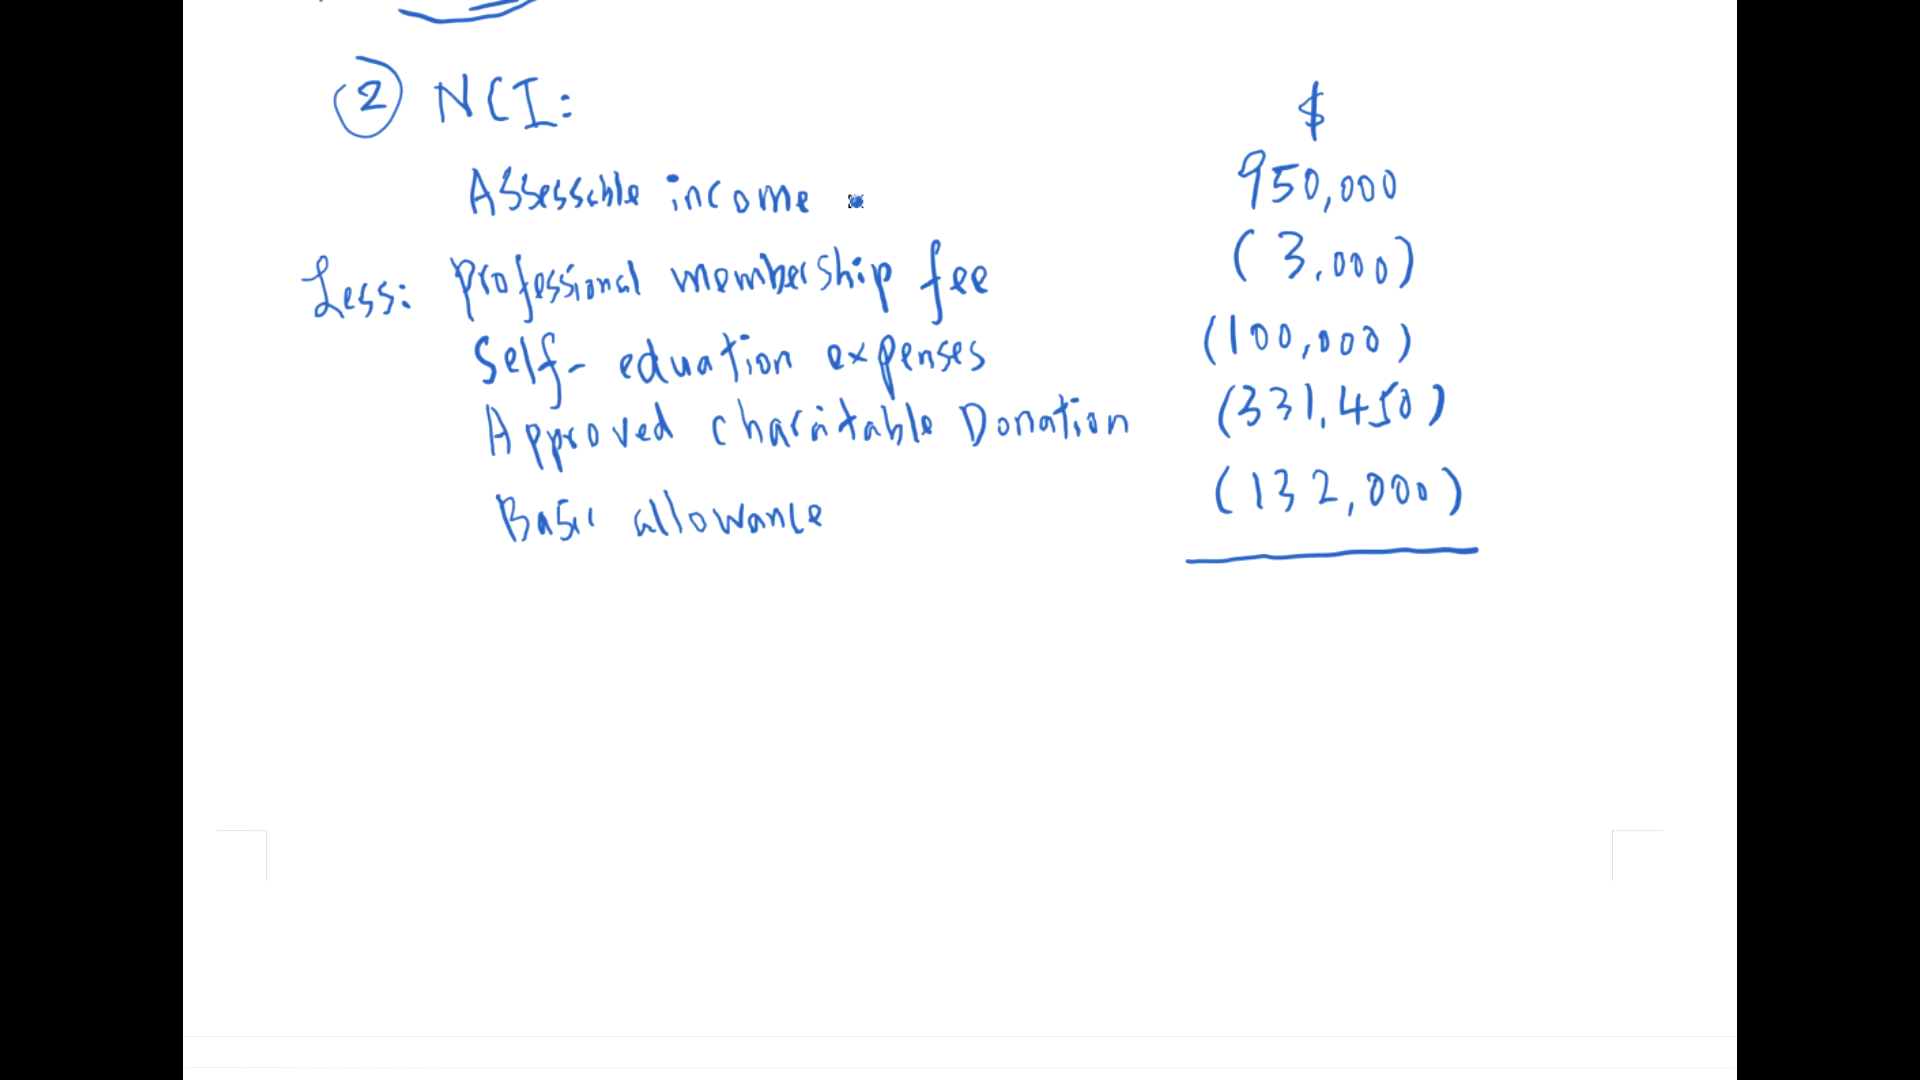 ② NCI:
$
Assessable income 950,000
Less: Professional membership fee (3,000)
Self-eduation expenses (100,000)
Approved charitable Donation (331,450)
Basic allowance (132,000)